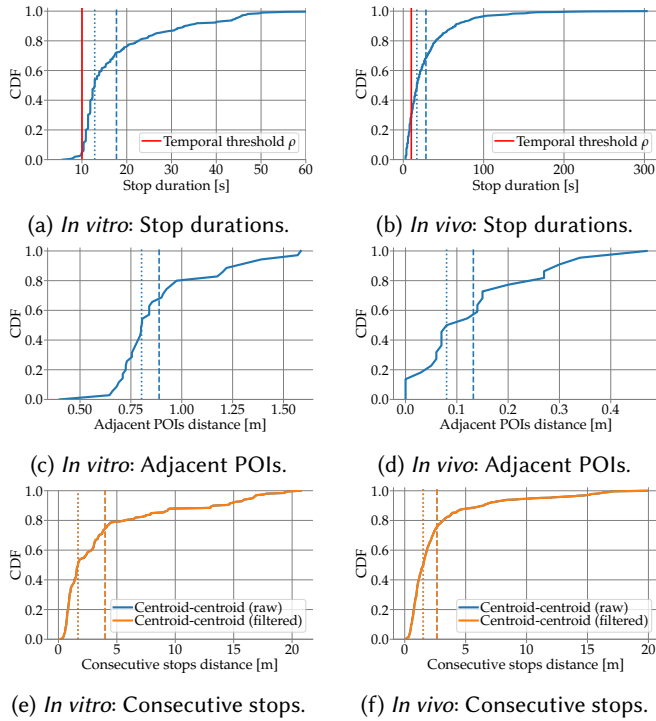 1.0
0.8
0.6
0.4
0.2
0.0
CDF
10 20 30 40 50 60
Stop duration [s]
Temporal threshold ρ
(a) In vitro: Stop durations.
1.0
0.8
0.6
0.4
0.2
0.0
CDF
0 100 200 300
Stop duration [s]
Temporal threshold ρ
(b) In vivo: Stop durations.
1.0
0.8
0.6
0.4
0.2
0.0
CDF
0.50 0.75 1.00 1.25 1.50
Adjacent POIs distance [m]
(c) In vitro: Adjacent POIs.
1.0
0.8
0.6
0.4
0.2
0.0
CDF
0.0 0.1 0.2 0.3 0.4
Adjacent POIs distance [m]
(d) In vivo: Adjacent POIs.
1.0
0.8
0.6
0.4
0.2
0.0
CDF
0 5 10 15 20
Consecutive stops distance [m]
Centroid-centroid (raw)
Centroid-centroid (filtered)
(e) In vitro: Consecutive stops.
1.0
0.8
0.6
0.4
0.2
0.0
CDF
0 5 10 15 20
Consecutive stops distance [m]
Centroid-centroid (raw)
Centroid-centroid (filtered)
(f) In vivo: Consecutive stops.